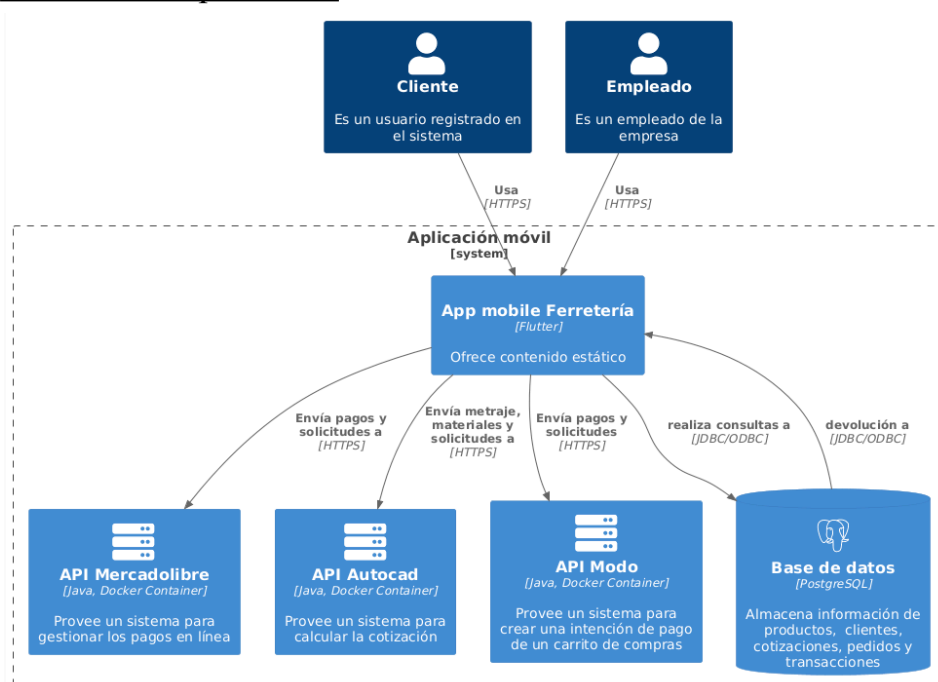 Cliente
Es un usuario registrado en
el sistema
Empleado
Es un empleado de la
empresa
Usa
[HTTPS]
Usa
[HTTPS]
Aplicación móvil
[system]
App mobile Ferretería
[Flutter]
Ofrece contenido estático
Envía pagos y
solicitudes a
[HTTPS]
Envía metraje,
materiales y
solicitudes a
[HTTPS]
Envía pagos y
solicitudes
[HTTPS]
realiza consultas a
[JDBC/ODBC]
devolución a
[JDBC/ODBC]
API Mercadolibre
[Java, Docker Container]
Provee un sistema para
gestionar los pagos en línea
API Autocad
[Java, Docker Container]
Provee un sistema para
calcular la cotización
API Modo
[Java, Docker Container]
Provee un sistema para
crear una intención de pago
de un carrito de compras
Base de datos
[PostgreSQL]
Almacena información de
productos, clientes,
cotizaciones, pedidos y
transacciones